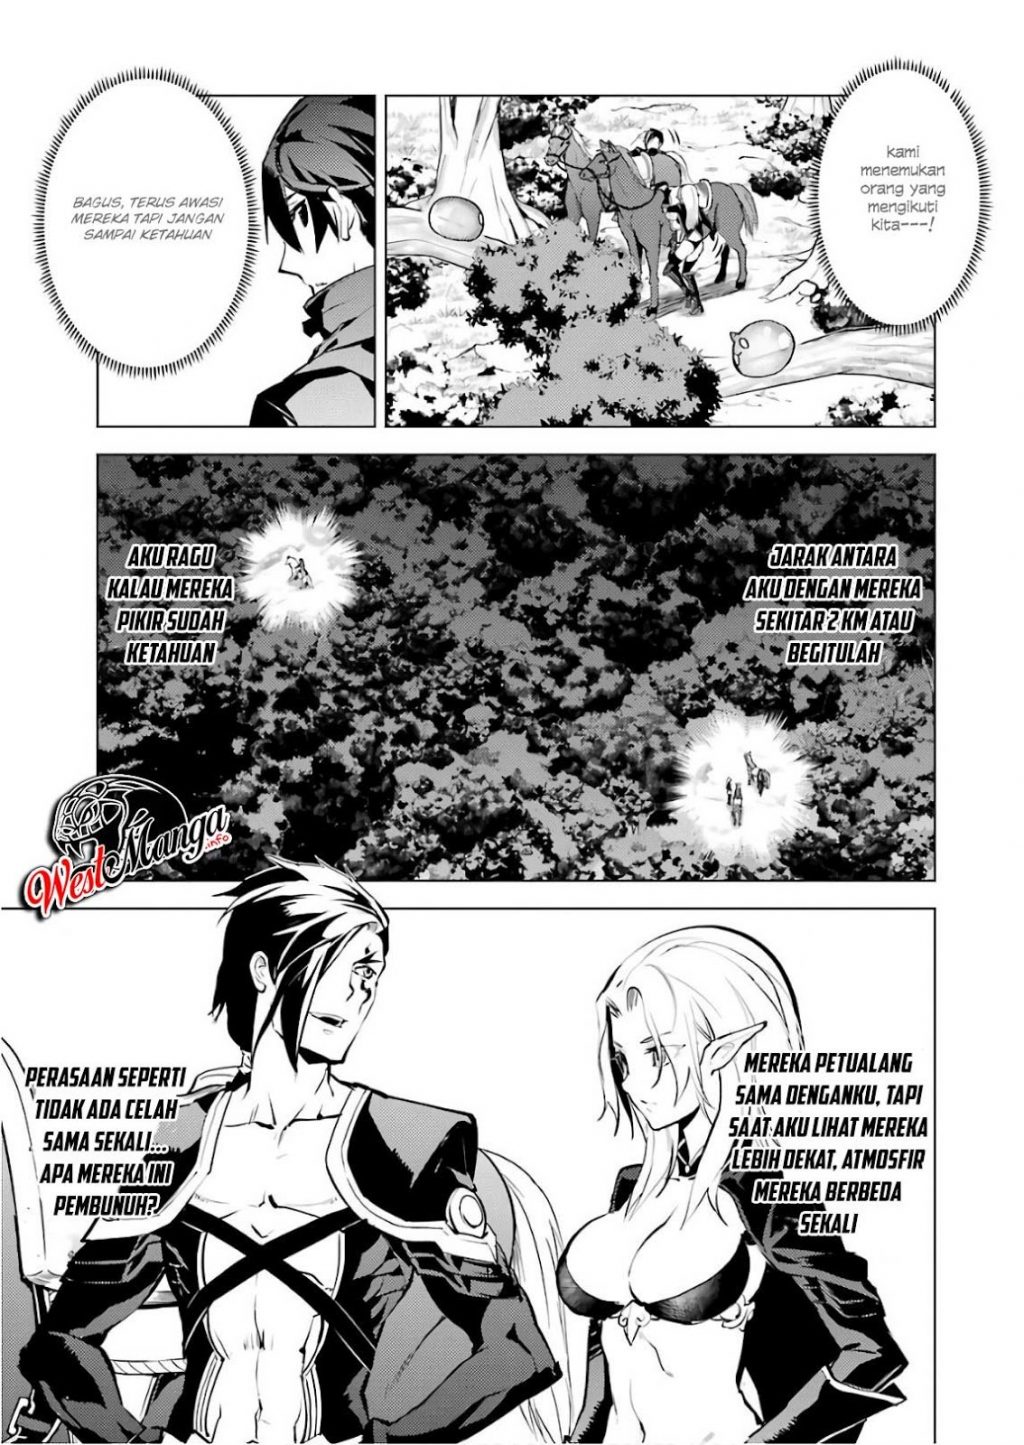 kami
menemukan
orang yang
mengikuti
kita---!
BAGUS, TERUS AWASI
MEREKA TAPI JANGAN
SAMPAI KETAHUAN
JARAK ANTARA
AKU DENGAN MEREKA
SEKITAR 2 KM ATAU
BEGITULAH
AKU RAGU
KALAU MEREKA
PIKIR SUDAH
KETAHUAN
WestManga.info
MEREKA PETUALANG
SAMA DENGANKU, TAPI
SAAT AKU LIHAT MEREKA
LEBIH DEKAT, ATMOSFIR
MEREKA BERBEDA
SEKALI
PERASAAN SEPERTI
TIDAK ADA CELAH
SAMA SEKALI...
APA MEREKA INI
PEMBUNUH?